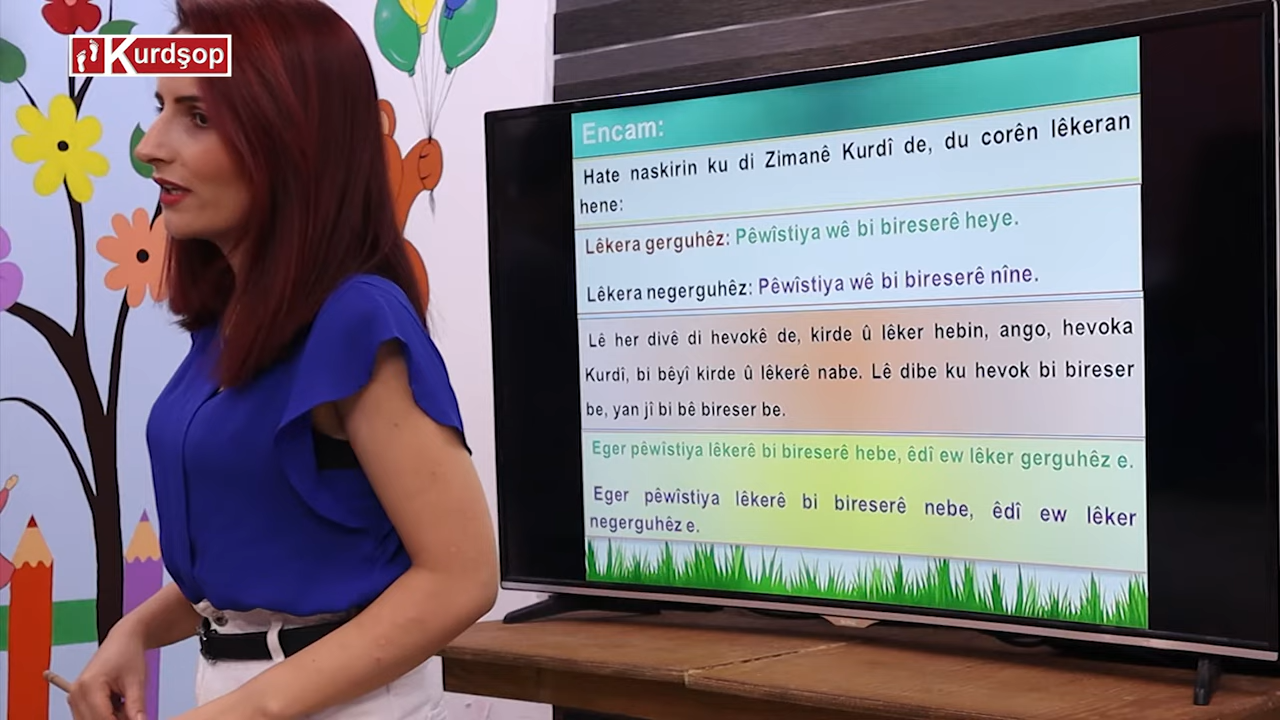 Kurdşop
Encam:
Hate naskirin ku di Zimanê Kurdî de, du corên lêkeran
hene:
Lêkera gerguhêz: Pêwîstiya wê bi bireserê heye.
Lêkera negerguhêz: Pêwîstiya wê bi bireserê nîne.
Lê her divê di hevokê de, kirde û lêker hebin, ango, hevoka
Kurdî, bi bêyî kirde û lêkerê nabe. Lê dibe ku hevok bi bireser
be, yan jî bi bê bireser be.
Eger pêwîstiya lêkerê bi bireserê hebe, êdî ew lêker gerguhêz e.
Eger pêwîstiya lêkerê bi bireserê nebe, êdî ew lêker
negerguhêz e.